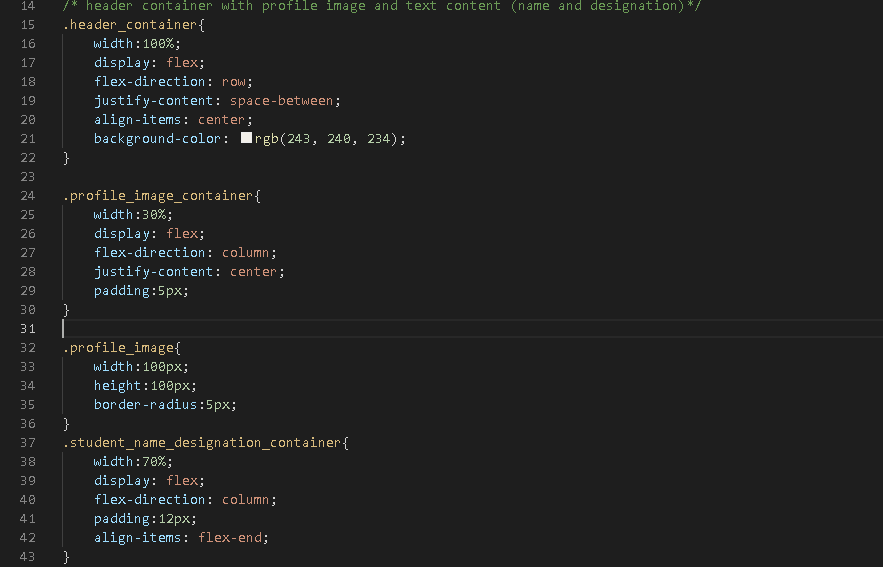 14 /* header container with profile image and text content (name and designation)*/
15 .header_container{
16 width:100%;
17 display: flex;
18 flex-direction: row;
19 justify-content: space-between;
20 align-items: center;
21 background-color: rgb(243, 240, 234);
22 }
23
24 .profile_image_container{
25 width:30%;
26 display: flex;
27 flex-direction: column;
28 justify-content: center;
29 padding:5px;
30 }
31
32 .profile_image{
33 width:100px;
34 height:100px;
35 border-radius:5px;
36 }
37 .student_name_designation_container{
38 width:70%;
39 display: flex;
40 flex-direction: column;
41 padding:12px;
42 align-items: flex-end;
43 }